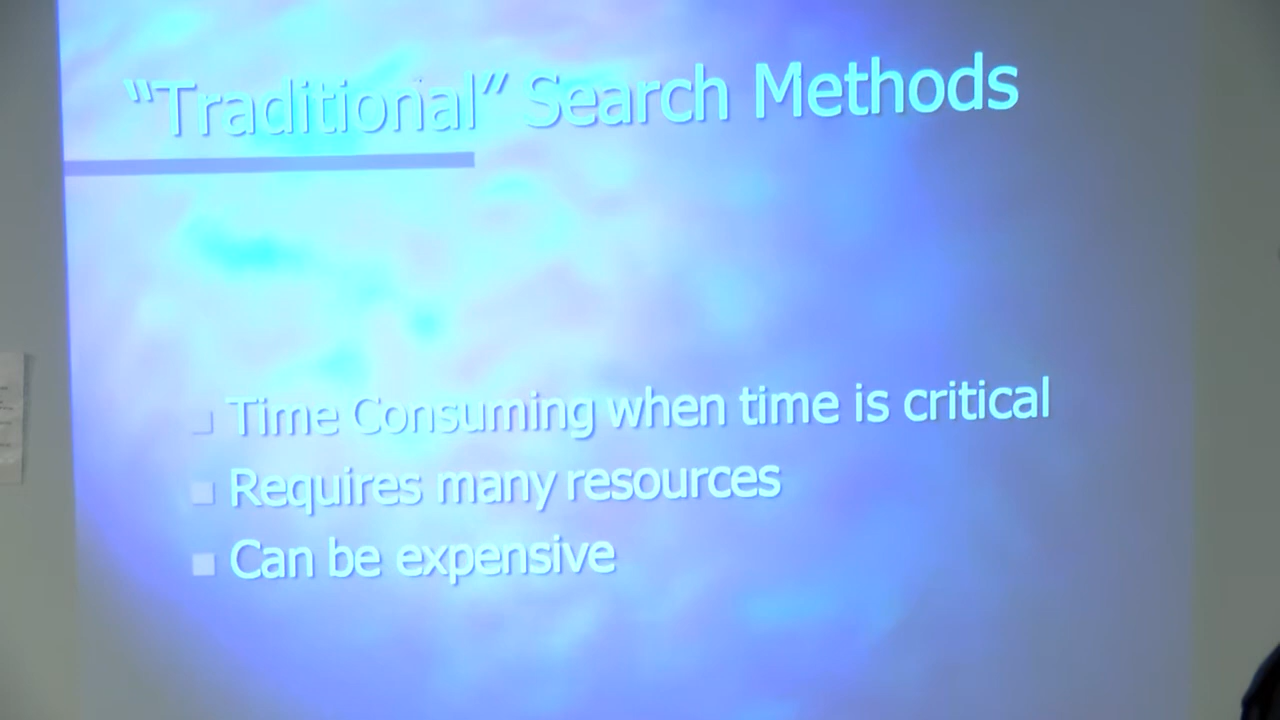 “Traditional” Search Methods
Time Consuming when time is critical
Requires many resources
Can be expensive